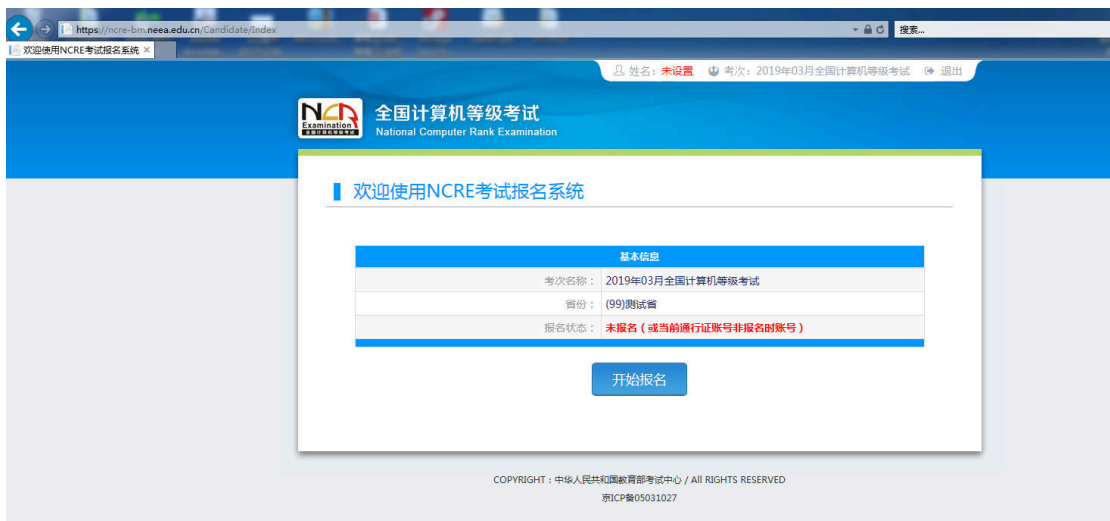 https://ncre-bm.neea.edu.cn/Candidate/Index
搜索...
欢迎使用NCRE考试报名系统 ×
姓名：未设置 考次：2019年03月全国计算机等级考试 退出
NCR
Examination
全国计算机等级考试
National Computer Rank Examination
欢迎使用NCRE考试报名系统
基本信息
考次名称： 2019年03月全国计算机等级考试
省份： (99)测试省
报名状态： 未报名 ( 或当前通行证账号非报名时账号 )
开始报名
COPYRIGHT：中华人民共和国教育部考试中心 / All RIGHTS RESERVED
京ICP备05031027